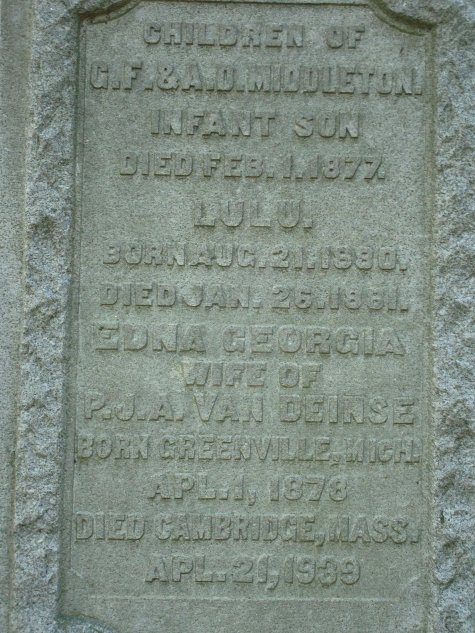 CHILDREN OF
G.F. & A.D. MIDDLETON.
INFANT SON
DIED FEB. 1. 1877.
LULU.
BORN AUG. 21. 1880.
DIED JAN. 26. 1881.
EDNA GEORGIA
WIFE OF
P.J.A. VAN DEINSE
BORN GREENVILLE, MICH.
APL. 1, 1878
DIED CAMBRIDGE, MASS.
APL. 21, 1939